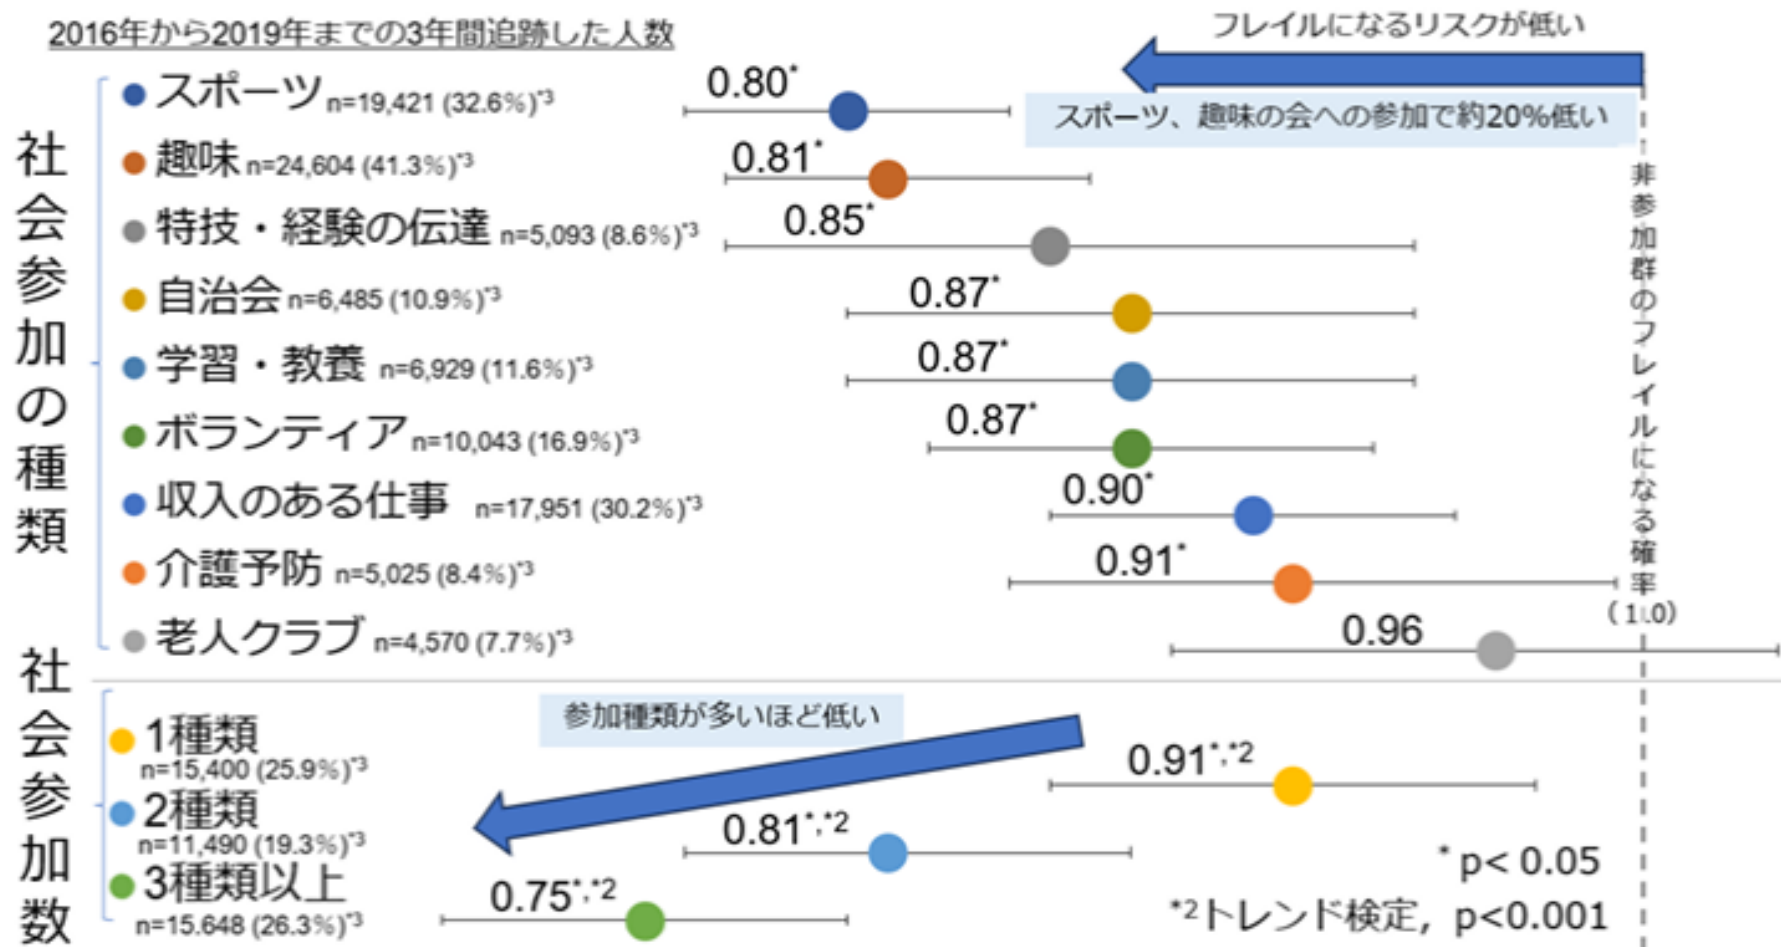 2016年から2019年までの3年間追跡した人数
フレイルになるリスクが低い
スポーツ、趣味の会への参加で約20%低い
非参加群のフレイルになる確率
(1.0)
社会参加の種類
スポーツ n=19,421 (32.6%)*3
0.80*
趣味 n=24,604 (41.3%)*3
0.81*
特技・経験の伝達 n=5,093 (8.6%)*3
0.85*
自治会 n=6,485 (10.9%)*3
0.87*
学習・教養 n=6,929 (11.6%)*3
0.87*
ボランティア n=10,043 (16.9%)*3
0.87*
収入のある仕事 n=17,951 (30.2%)*3
0.90*
介護予防 n=5,025 (8.4%)*3
0.91*
老人クラブ n=4,570 (7.7%)*3
0.96
社会参加数
参加種類が多いほど低い
1種類
n=15,400 (25.9%)*3
0.91*,*2
2種類
n=11,490 (19.3%)*3
0.81*,*2
3種類以上
n=15.648 (26.3%)*3
0.75*,*2
* p< 0.05
*2トレンド検定, p<0.001